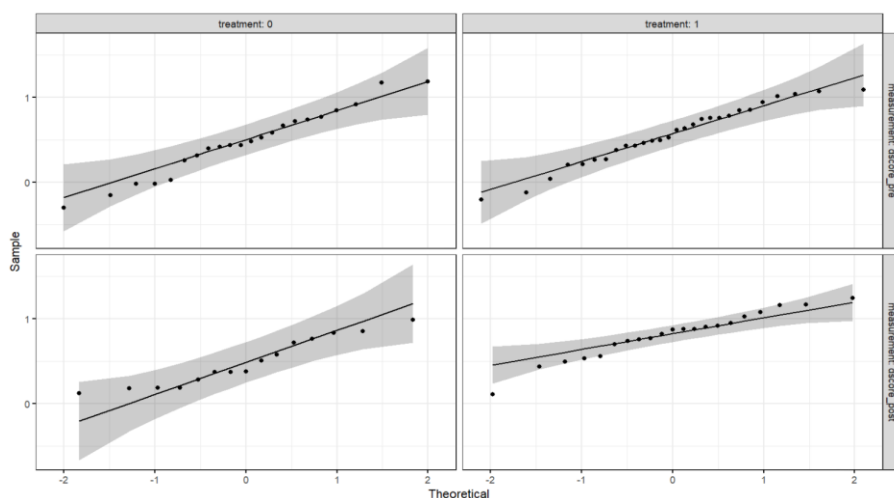 treatment: 0
treatment: 1
measurement: dscore_pre
1
0
Sample
measurement: dscore_post
1
0
-2
-1
0
1
2
-2
-1
0
1
2
Theoretical